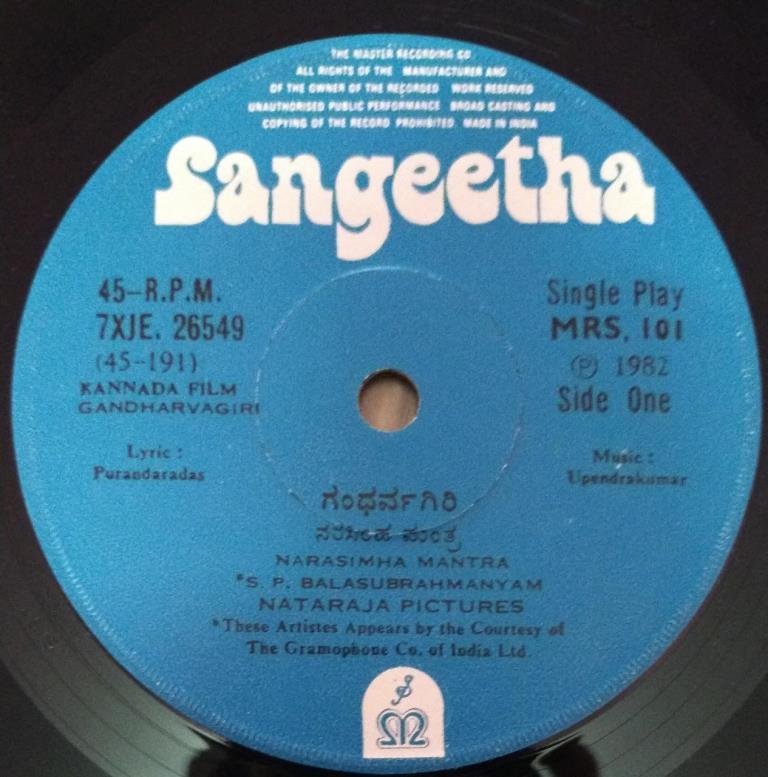 THE MASTER RECORDING CO
ALL RIGHTS OF THE MANUFACTURER AND
OF THE OWNER OF THE RECORDED WORK RESERVED
UNAUTHORISED PUBLIC PERFORMANCE BROAD CASTING AND
COPYING OF THE RECORD PROHIBITED. MADE IN INDIA
Sangeetha
45-R.P.M.
7XJE. 26549
(45-191)
KANNADA FILM
GANDHARVAGIRI
Single Play
MRS. 101
Ⓟ 1982
Side One
Lyric :
Purandaradas
Music :
Upendrakumar
ಗಂಧರ್ವಗಿರಿ
ನರಸಿಂಹ ಮಂತ್ರ
NARASIMHA MANTRA
*S. P. BALASUBRAHMANYAM
NATARAJA PICTURES
*These Artistes Appears by the Courtesy of
The Gramophone Co. of India Ltd.